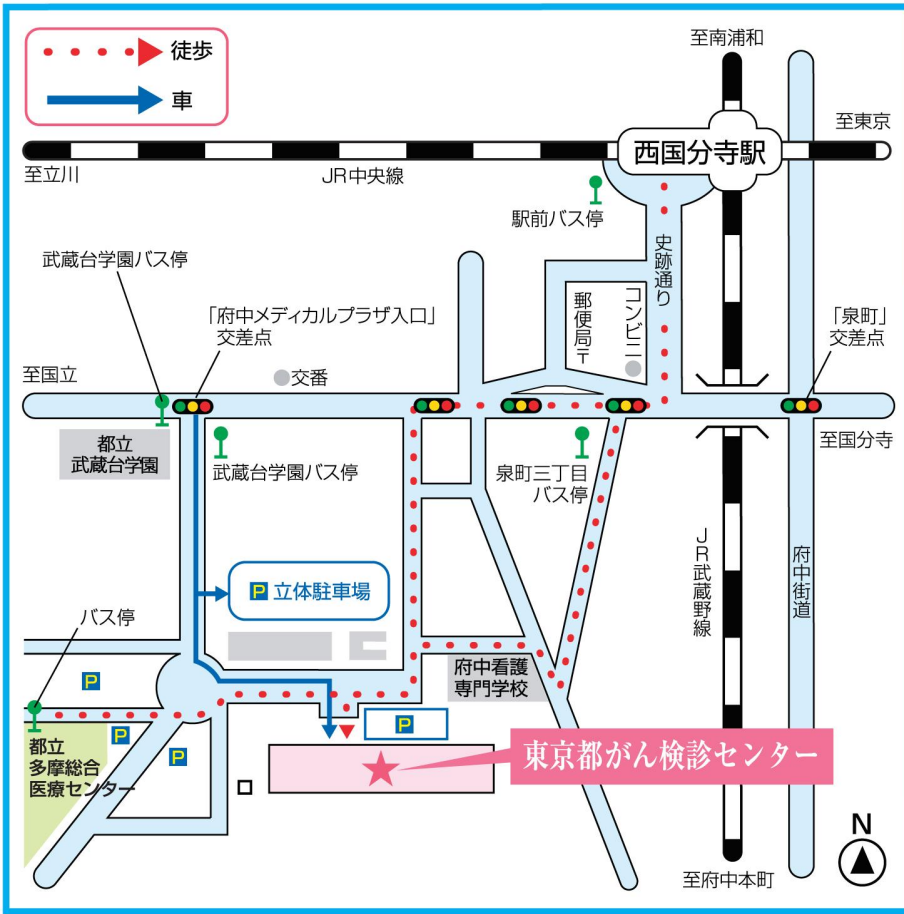 徒歩
車
至南浦和
至東京
西国分寺駅
至立川
JR中央線
駅前バス停
史跡通り
武蔵台学園バス停
「府中メディカルプラザ入口」
交差点
郵便局〒
コンビニ
「泉町」
交差点
至国立
交番
都立
武蔵台学園
武蔵台学園バス停
泉町三丁目
バス停
至国分寺
JR武蔵野線
府中街道
P 立体駐車場
バス停
P
府中看護
専門学校
P
P
P
都立
多摩総合
医療センター
東京都がん検診センター
N
至府中本町